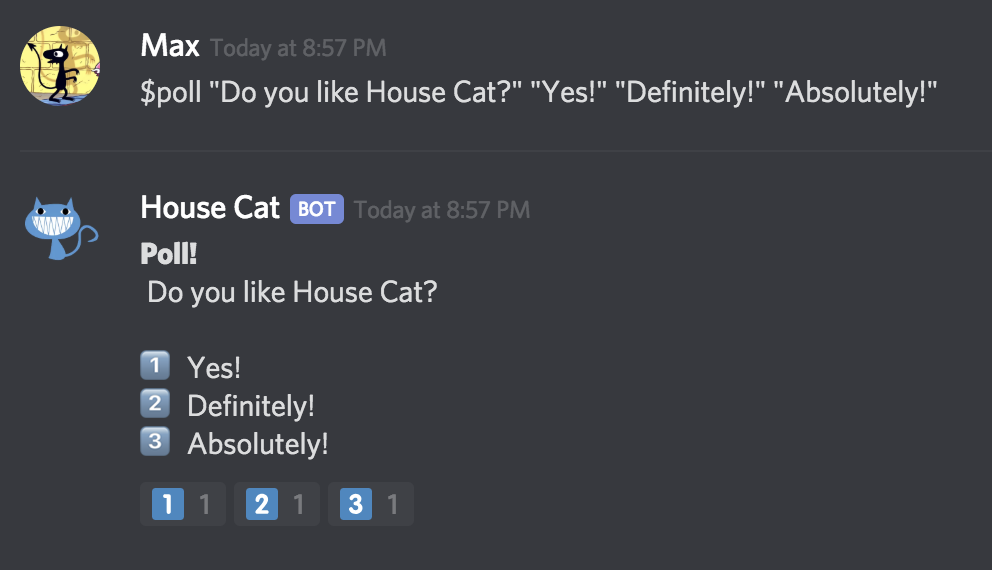 Max Today at 8:57 PM
$poll "Do you like House Cat?" "Yes!" "Definitely!" "Absolutely!"
House Cat BOT Today at 8:57 PM
Poll!
Do you like House Cat?
1 Yes!
2 Definitely!
3 Absolutely!
1 1 2 1 3 1